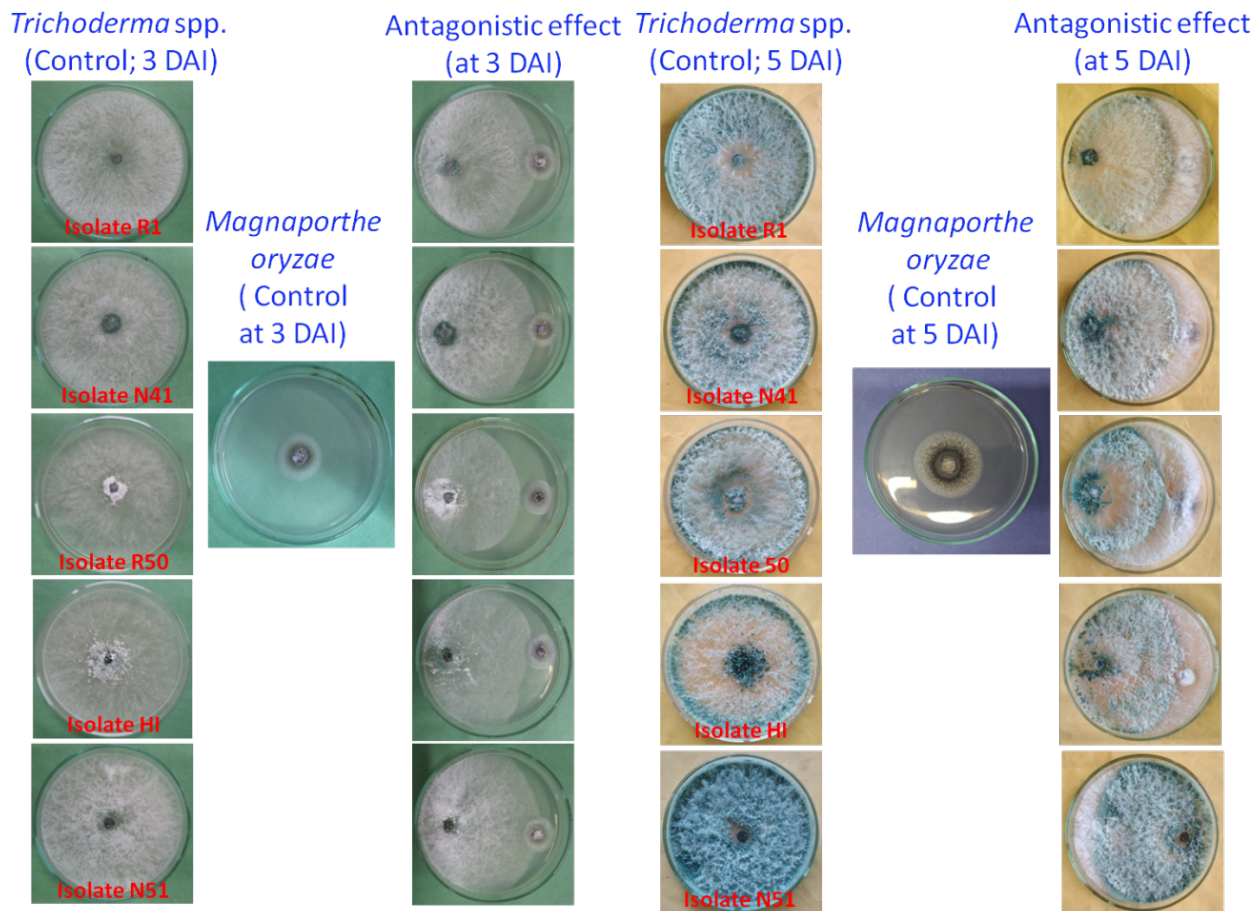 Trichoderma spp.
(Control; 3 DAI)
Antagonistic effect
(at 3 DAI)
Trichoderma spp.
(Control; 5 DAI)
Antagonistic effect
(at 5 DAI)
Isolate R1
Isolate N41
Isolate R50
Isolate HI
Isolate N51
Magnaporthe
oryzae
( Control
at 3 DAI)
Isolate R1
Isolate N41
Isolate 50
Isolate HI
Isolate N51
Magnaporthe
oryzae
( Control
at 5 DAI)